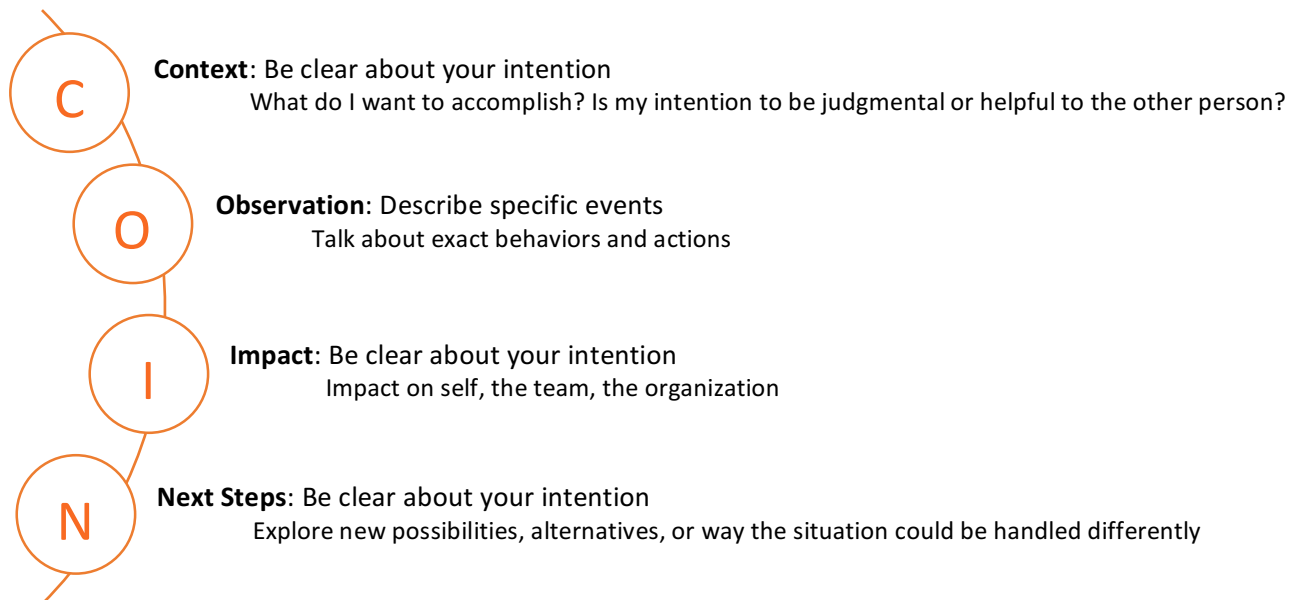 C
Context: Be clear about your intention
What do I want to accomplish? Is my intention to be judgmental or helpful to the other person?
O
Observation: Describe specific events
Talk about exact behaviors and actions
I
Impact: Be clear about your intention
Impact on self, the team, the organization
N
Next Steps: Be clear about your intention
Explore new possibilities, alternatives, or way the situation could be handled differently